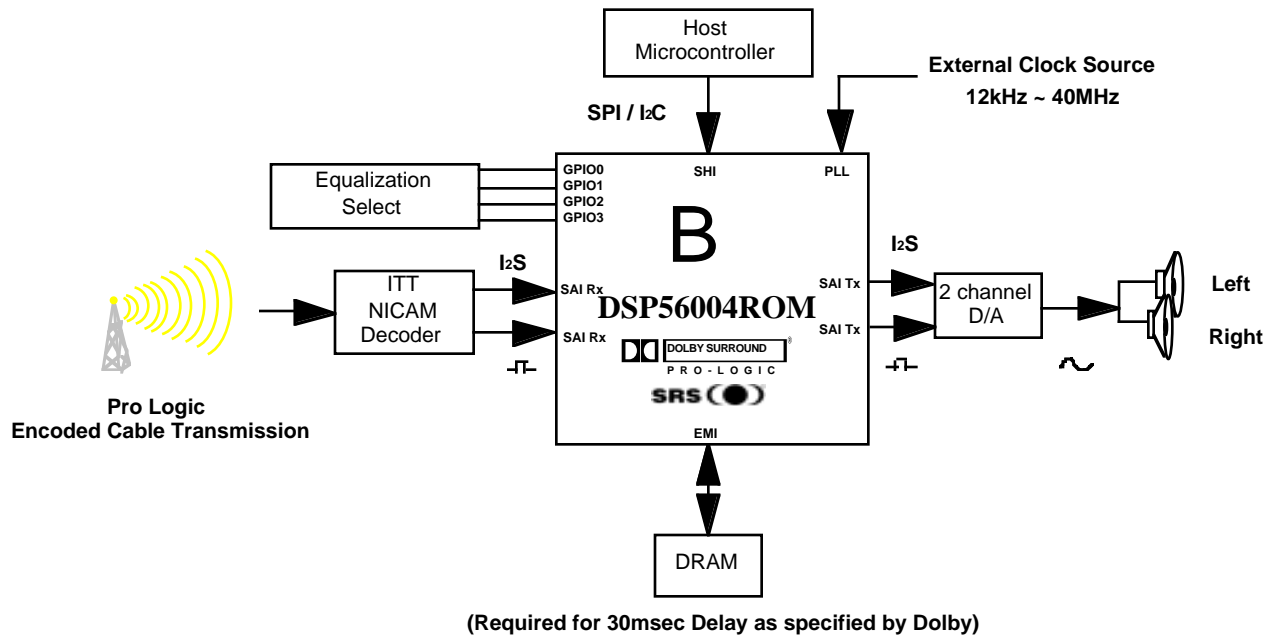 Host
Microcontroller
External Clock Source
12kHz ~ 40MHz
SPI / I2C
SHI
PLL
Equalization
Select
GPIO0
GPIO1
GPIO2
GPIO3
B
I2S
ITT
NICAM
Decoder
SAI Rx
SAI Rx
DSP56004ROM
DOLBY SURROUND ®
PRO-LOGIC
SRS
SAI Tx
SAI Tx
I2S
2 channel
D/A
Left
Right
Pro Logic
Encoded Cable Transmission
EMI
DRAM
(Required for 30msec Delay as specified by Dolby)